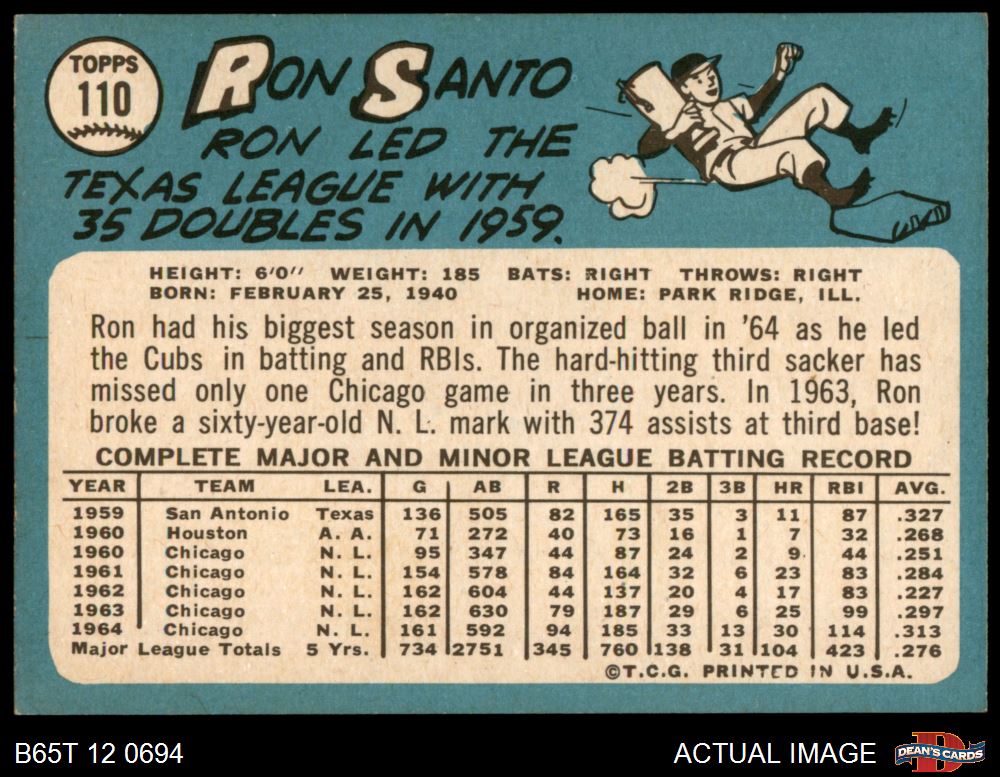 TOPPS
110
RON SANTO
RON LED THE
TEXAS LEAGUE WITH
35 DOUBLES IN 1959.
HEIGHT: 6'0" WEIGHT: 185 BATS: RIGHT THROWS: RIGHT
BORN: FEBRUARY 25, 1940 HOME: PARK RIDGE, ILL.
Ron had his biggest season in organized ball in '64 as he led
the Cubs in batting and RBIs. The hard-hitting third sacker has
missed only one Chicago game in three years. In 1963, Ron
broke a sixty-year-old N. L. mark with 374 assists at third base!
COMPLETE MAJOR AND MINOR LEAGUE BATTING RECORD
YEAR TEAM LEA. G AB R H 2B 3B HR RBI AVG.
1959 San Antonio Texas 136 505 82 165 35 3 11 87 .327
1960 Houston A. A. 71 272 40 73 16 1 7 32 .268
1960 Chicago N. L. 95 347 44 87 24 2 9 44 .251
1961 Chicago N. L. 154 578 84 164 32 6 23 83 .284
1962 Chicago N. L. 162 604 44 137 20 4 17 83 .227
1963 Chicago N. L. 162 630 79 187 29 6 25 99 .297
1964 Chicago N. L. 161 592 94 185 33 13 30 114 .313
Major League Totals 5 Yrs. 734 2751 345 760 138 31 104 423 .276
©T.C.G. PRINTED IN U.S.A.
B65T 12 0694 ACTUAL IMAGE D DEAN'S CARDS